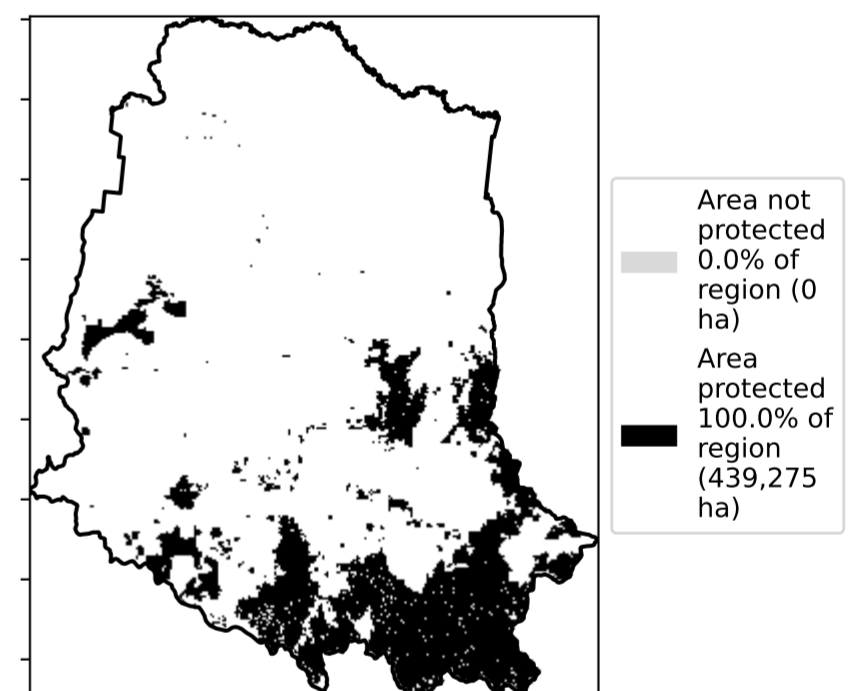 Area not
protected
0.0% of
region (0
ha)
Area
protected
100.0% of
region
(439,275
ha)